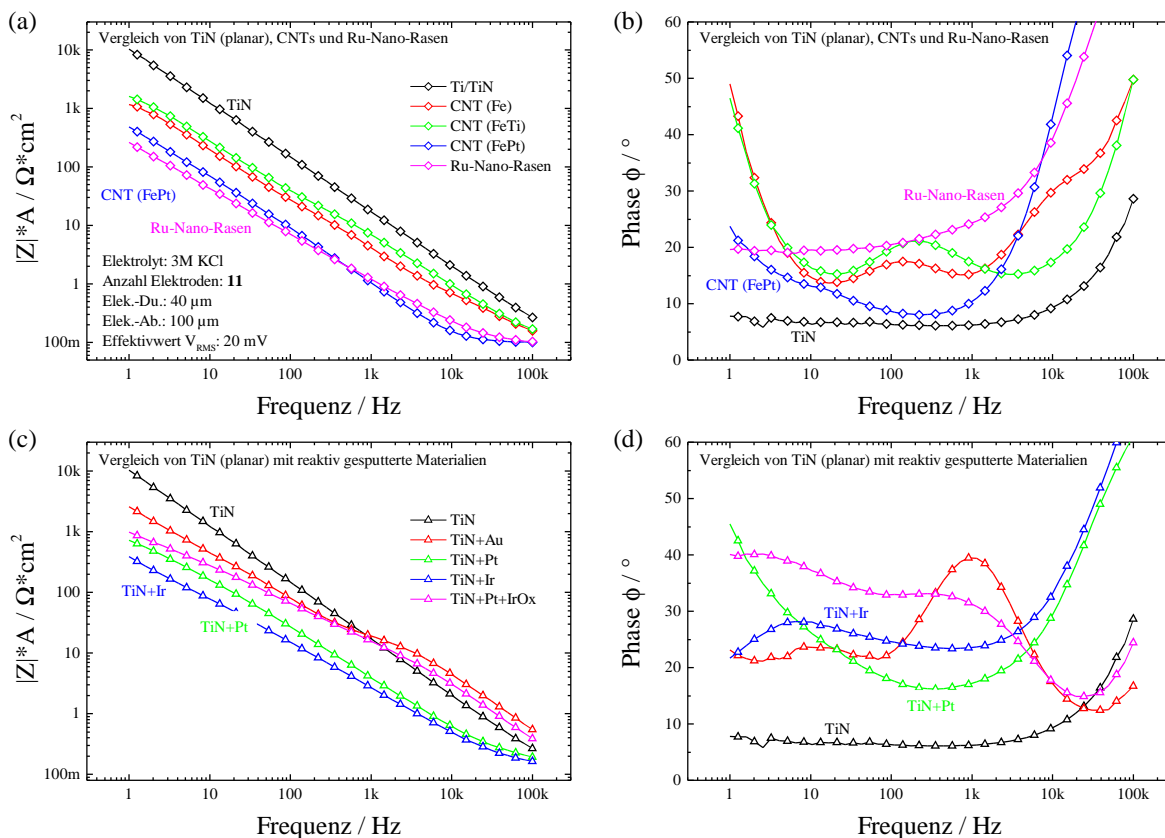 (a)
Vergleich von TiN (planar), CNTs und Ru-Nano-Rasen
10k
1k
100
10
1
100m
|Z|*A / Ω*cm2
TiN
Ti/TiN
CNT (Fe)
CNT (FeTi)
CNT (FePt)
Ru-Nano-Rasen
CNT (FePt)
Ru-Nano-Rasen
Elektrolyt: 3M KCl
Anzahl Elektroden: 11
Elek.-Du.: 40 µm
Elek.-Ab.: 100 µm
Effektivwert VRMS: 20 mV
1 10 100 1k 10k 100k
Frequenz / Hz
(b)
Vergleich von TiN (planar), CNTs und Ru-Nano-Rasen
60
50
40
30
20
10
0
Phase ϕ / °
Ru-Nano-Rasen
CNT (FePt)
TiN
1 10 100 1k 10k 100k
Frequenz / Hz
(c)
Vergleich von TiN (planar) mit reaktiv gesputterte Materialien
10k
1k
100
10
1
100m
|Z|*A / Ω*cm2
TiN
TiN
TiN+Au
TiN+Pt
TiN+Ir
TiN+Pt+IrOx
TiN+Ir
TiN+Pt
1 10 100 1k 10k 100k
Frequenz / Hz
(d)
Vergleich von TiN (planar) mit reaktiv gesputterte Materialien
60
50
40
30
20
10
0
Phase ϕ / °
TiN+Ir
TiN+Pt
TiN
1 10 100 1k 10k 100k
Frequenz / Hz